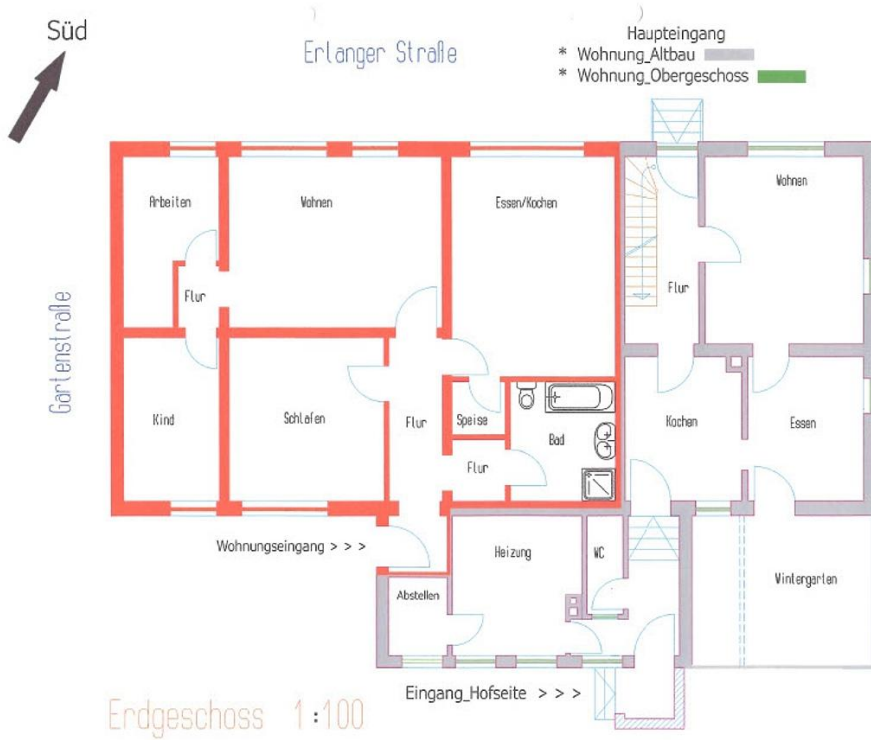 Süd
Erlanger Straße
Haupteingang
* Wohnung_Altbau
* Wohnung_Obergeschoss
Arbeiten
Wohnen
Essen/Kochen
Wohnen
Flur
Flur
Gartenstraße
Kind
Schlafen
Flur
Speise
Bad
Kochen
Essen
Flur
Wohnungseingang > > >
Heizung
WC
Wintergarten
Abstellen
Eingang_Hofseite > > >
Erdgeschoss 1:100